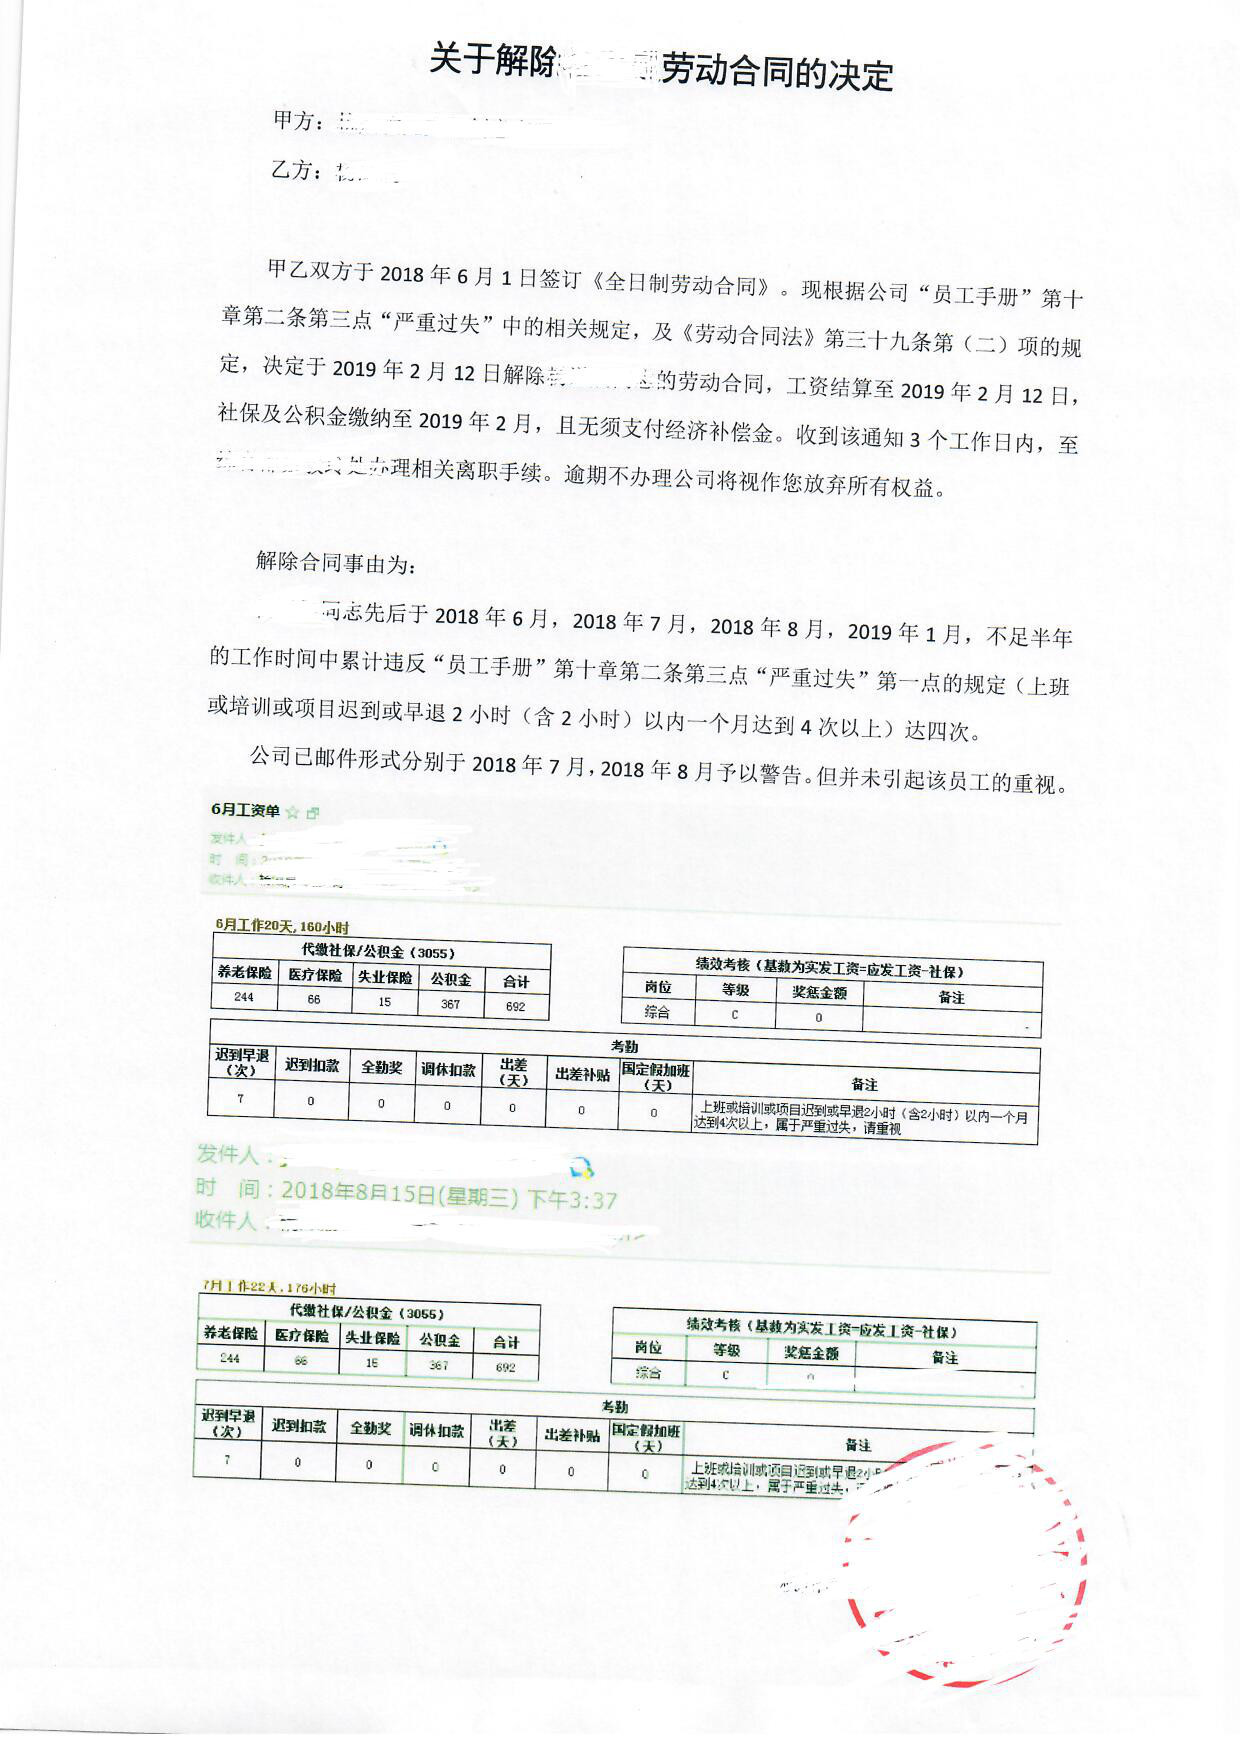 关于解除劳动合同的决定
甲方：
乙方：
甲乙双方于 2018 年 6 月 1 日签订《全日制劳动合同》。现根据公司“员工手册”第十
章第二条第三点“严重过失”中的相关规定，及《劳动合同法》第三十九条第（二）项的规
定，决定于 2019 年 2 月 12 日解除的劳动合同，工资结算至 2019 年 2 月 12 日，
社保及公积金缴纳至 2019 年 2 月，且无须支付经济补偿金。收到该通知 3 个工作日内，至
处办理相关离职手续。逾期不办理公司将视作您放弃所有权益。
解除合同事由为：
同志先后于 2018 年 6 月，2018 年 7 月，2018 年 8 月，2019 年 1 月，不足半年
的工作时间中累计违反“员工手册”第十章第二条第三点“严重过失”第一点的规定（上班
或培训或项目迟到或早退 2 小时（含 2 小时）以内一个月达到 4 次以上）达四次。
公司已邮件形式分别于 2018 年 7 月，2018 年 8 月予以警告。但并未引起该员工的重视。
6月工资单
发件人：
时 间：
收件人：
6月工作20天，160小时
代缴社保/公积金（3055）
养老保险 医疗保险 失业保险 公积金 合计
244 66 15 367 692
绩效考核（基数为实发工资=应发工资-社保）
岗位 等级 奖惩金额 备注
综合 C 0
考勤
迟到早退（次） 迟到扣款 全勤奖 调休扣款 出差（天） 出差补贴 国定假加班（天） 备注
7 0 0 0 0 0 0 上班或培训或项目迟到或早退2小时（含2小时）以内一个月
达到4次以上，属于严重过失，请重视
发件人：
时 间：2018年8月15日(星期三) 下午3:37
收件人：
7月工作22天，176小时
代缴社保/公积金（3055）
养老保险 医疗保险 失业保险 公积金 合计
244 66 15 367 692
绩效考核（基数为实发工资=应发工资-社保）
岗位 等级 奖惩金额 备注
综合 C 0
考勤
迟到早退（次） 迟到扣款 全勤奖 调休扣款 出差（天） 出差补贴 国定假加班（天） 备注
7 0 0 0 0 0 0 上班或培训或项目迟到或早退2小
达到4次以上，属于严重过失，